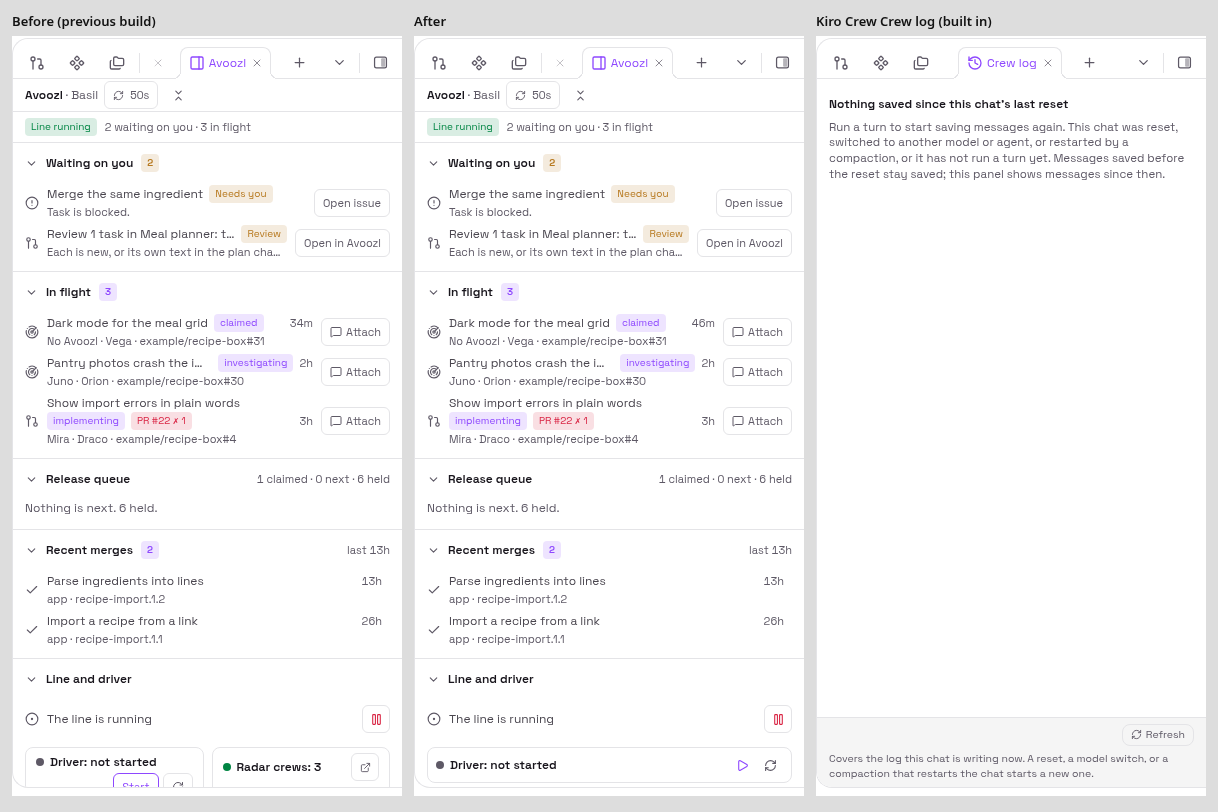 Before (previous build)
Avoozl
Avoozl · Basil
50s
Line running
2 waiting on you · 3 in flight
Waiting on you
2
Merge the same ingredient
Needs you
Task is blocked.
Open issue
Review 1 task in Meal planner: t...
Review
Each is new, or its own text in the plan cha...
Open in Avoozl
In flight
3
Dark mode for the meal grid
claimed
34m
No Avoozl · Vega · example/recipe-box#31
Attach
Pantry photos crash the i...
investigating
2h
Juno · Orion · example/recipe-box#30
Attach
Show import errors in plain words
implementing
PR #22 ✗ 1
3h
Mira · Draco · example/recipe-box#4
Attach
Release queue
1 claimed · 0 next · 6 held
Nothing is next. 6 held.
Recent merges
2
last 13h
Parse ingredients into lines
13h
app · recipe-import.1.2
Import a recipe from a link
26h
app · recipe-import.1.1
Line and driver
The line is running
Driver: not started
Start
Radar crews: 3
After
Avoozl
Avoozl · Basil
50s
Line running
2 waiting on you · 3 in flight
Waiting on you
2
Merge the same ingredient
Needs you
Task is blocked.
Open issue
Review 1 task in Meal planner: t...
Review
Each is new, or its own text in the plan cha...
Open in Avoozl
In flight
3
Dark mode for the meal grid
claimed
46m
No Avoozl · Vega · example/recipe-box#31
Attach
Pantry photos crash the i...
investigating
2h
Juno · Orion · example/recipe-box#30
Attach
Show import errors in plain words
implementing
PR #22 ✗ 1
3h
Mira · Draco · example/recipe-box#4
Attach
Release queue
1 claimed · 0 next · 6 held
Nothing is next. 6 held.
Recent merges
2
last 13h
Parse ingredients into lines
13h
app · recipe-import.1.2
Import a recipe from a link
26h
app · recipe-import.1.1
Line and driver
The line is running
Driver: not started
Kiro Crew Crew log (built in)
Crew log
Nothing saved since this chat's last reset
Run a turn to start saving messages again. This chat was reset,
switched to another model or agent, or restarted by a
compaction, or it has not run a turn yet. Messages saved before
the reset stay saved; this panel shows messages since then.
Refresh
Covers the log this chat is writing now. A reset, a model switch, or a
compaction that restarts the chat starts a new one.